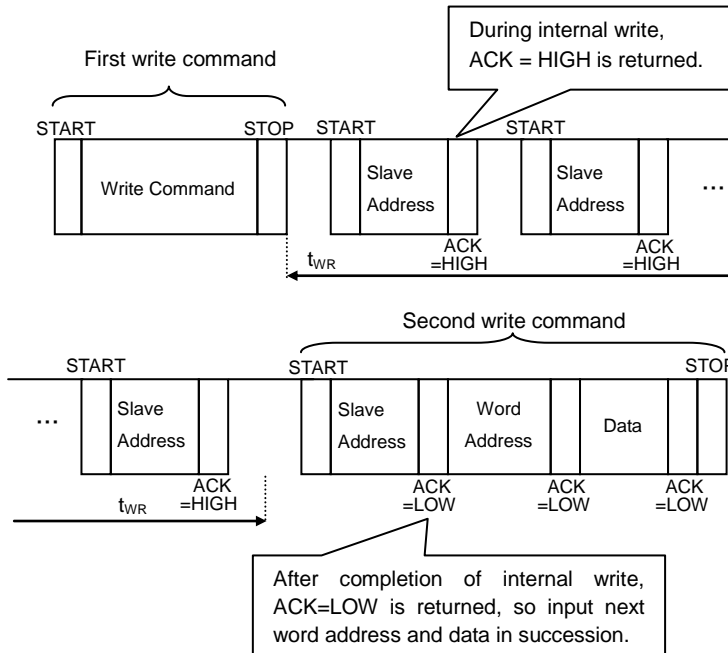 During internal write,
ACK = HIGH is returned.
First write command
START STOP START START
Write Command
Slave
Address
Slave
Address
...
ACK
=HIGH
ACK
=HIGH
tWR
Second write command
START START STOP
...
Slave
Address
Slave
Address
Word
Address
Data
ACK
=HIGH
ACK
=LOW
ACK
=LOW
ACK
=LOW
tWR
After completion of internal write,
ACK=LOW is returned, so input next
word address and data in succession.